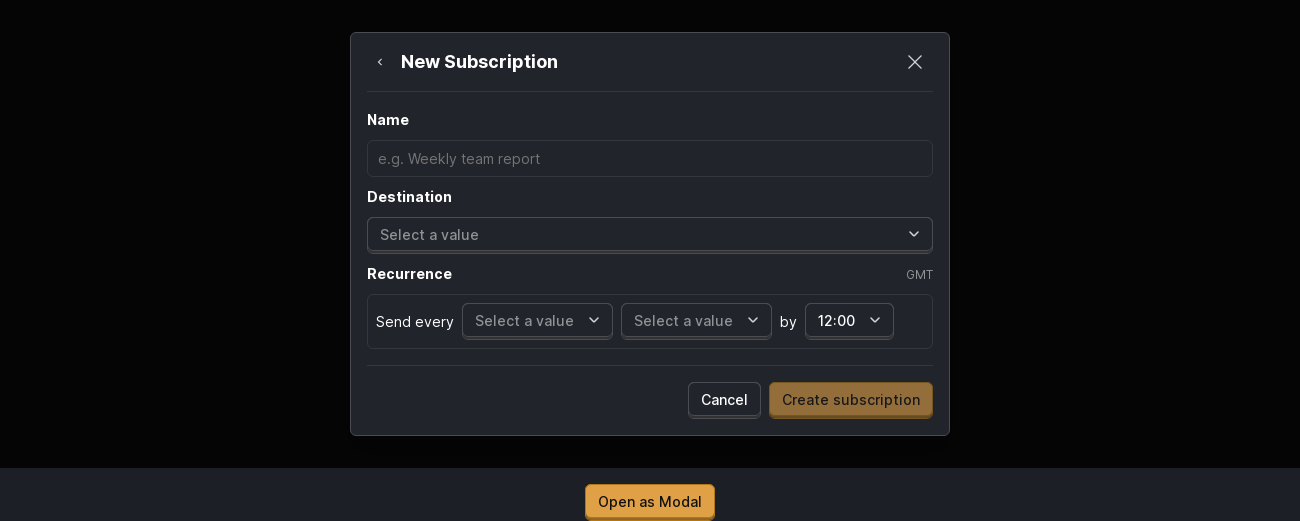 New Subscription
Name
e.g. Weekly team report
Destination
Select a value
Recurrence GMT
Send every Select a value Select a value by 12:00
Cancel Create subscription
Open as Modal